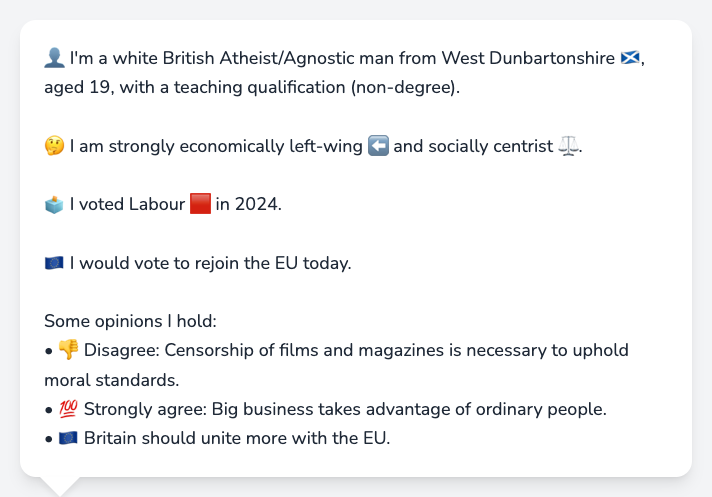 👤 I'm a white British Atheist/Agnostic man from West Dunbartonshire 🏴󠁧󠁢󠁳󠁣󠁴󠁿,
aged 19, with a teaching qualification (non-degree).
🤔 I am strongly economically left-wing ⬅️ and socially centrist ⚖️.
🗳️ I voted Labour 🟥 in 2024.
🇪🇺 I would vote to rejoin the EU today.
Some opinions I hold:
• 👎 Disagree: Censorship of films and magazines is necessary to uphold
moral standards.
• 💯 Strongly agree: Big business takes advantage of ordinary people.
• 🇪🇺 Britain should unite more with the EU.